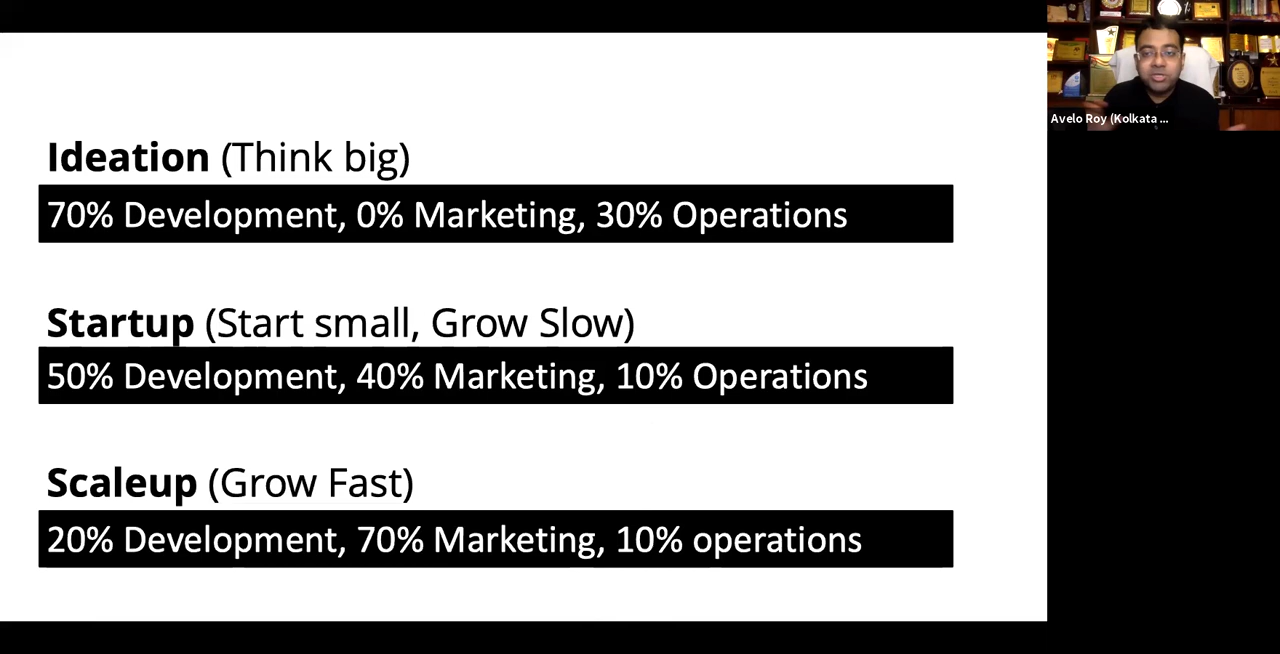 Ideation (Think big)
70% Development, 0% Marketing, 30% Operations
Startup (Start small, Grow Slow)
50% Development, 40% Marketing, 10% Operations
Scaleup (Grow Fast)
20% Development, 70% Marketing, 10% operations
Avelo Roy (Kolkata ...